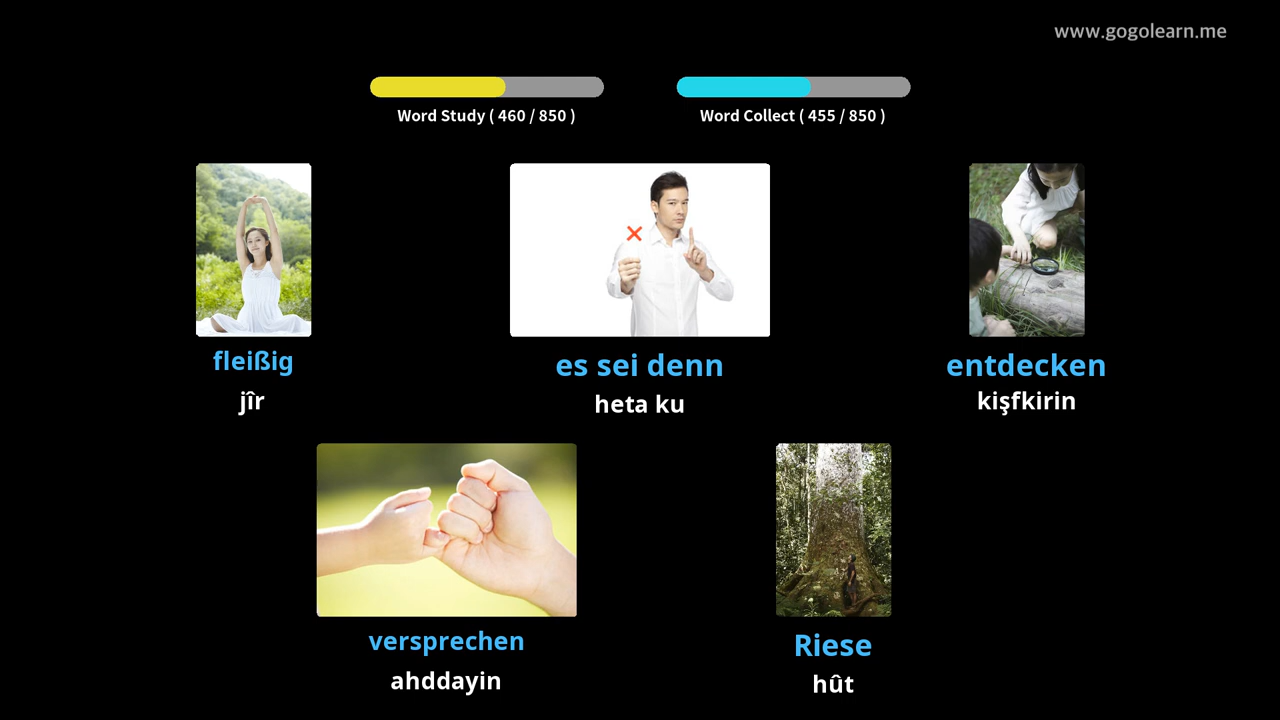 www.gogolearn.me
Word Study ( 460 / 850 )
Word Collect ( 455 / 850 )
fleißig
jîr
es sei denn
heta ku
entdecken
kişfkirin
versprechen
ahddayin
Riese
hût